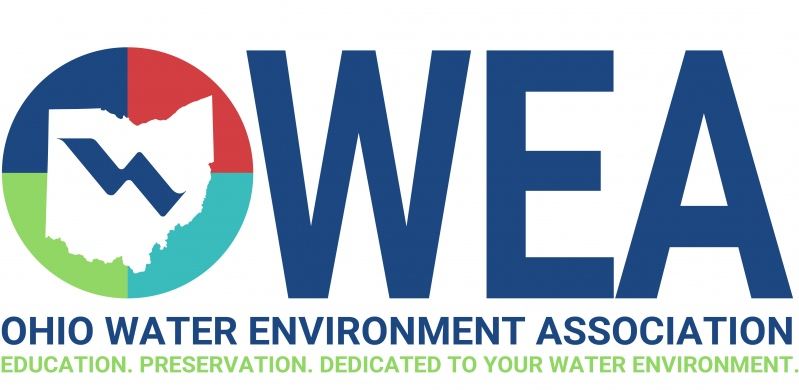 OWEA
OHIO WATER ENVIRONMENT ASSOCIATION
EDUCATION. PRESERVATION. DEDICATED TO YOUR WATER ENVIRONMENT.